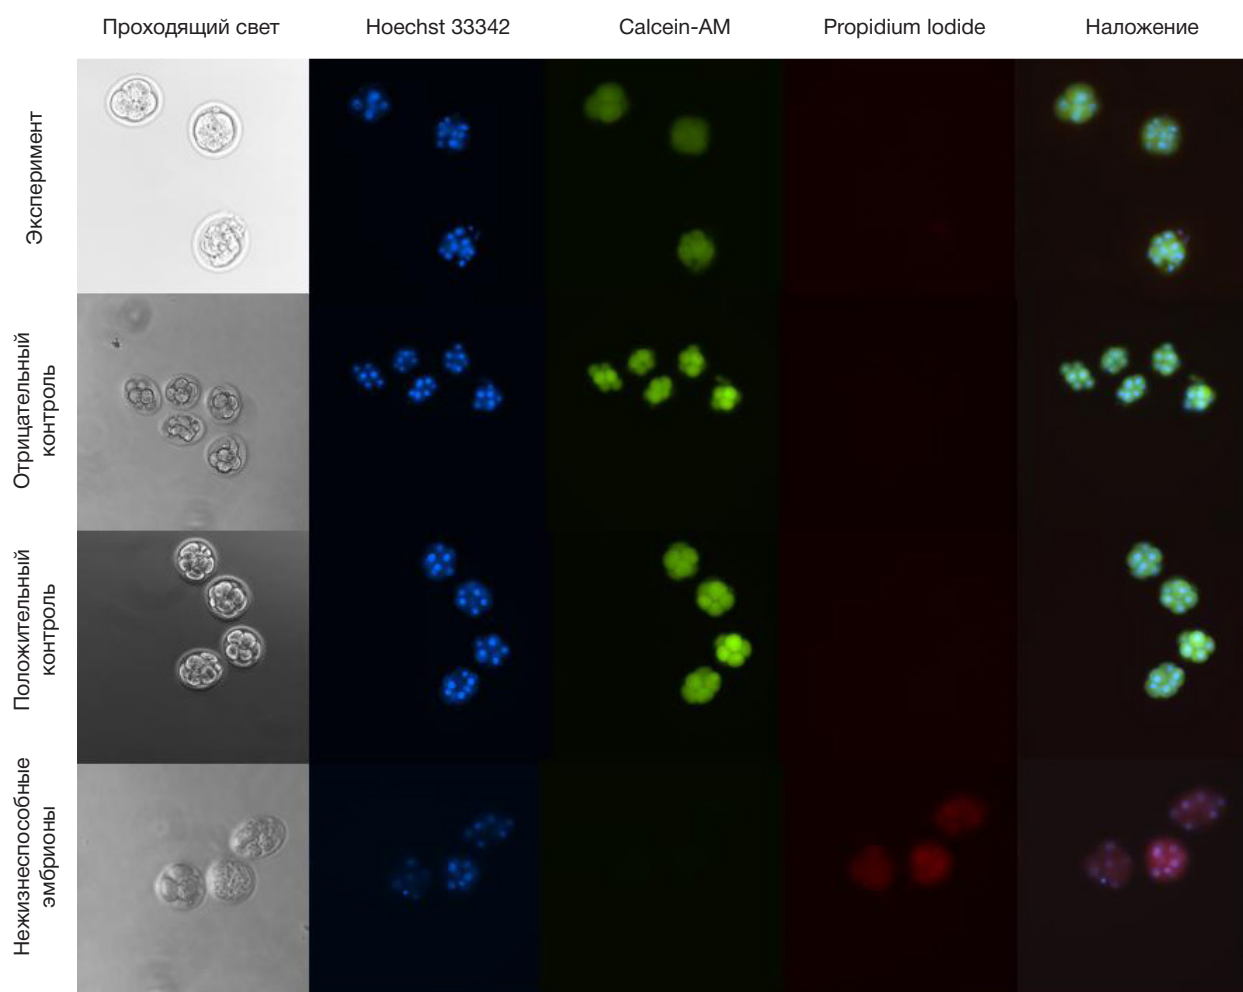 Проходящий свет
Hoechst 33342
Calcein-AM
Propidium Iodide
Наложение
Эксперимент
Отрицательный
контроль
Положительный
контроль
Нежизнеспособные
эмбрионы